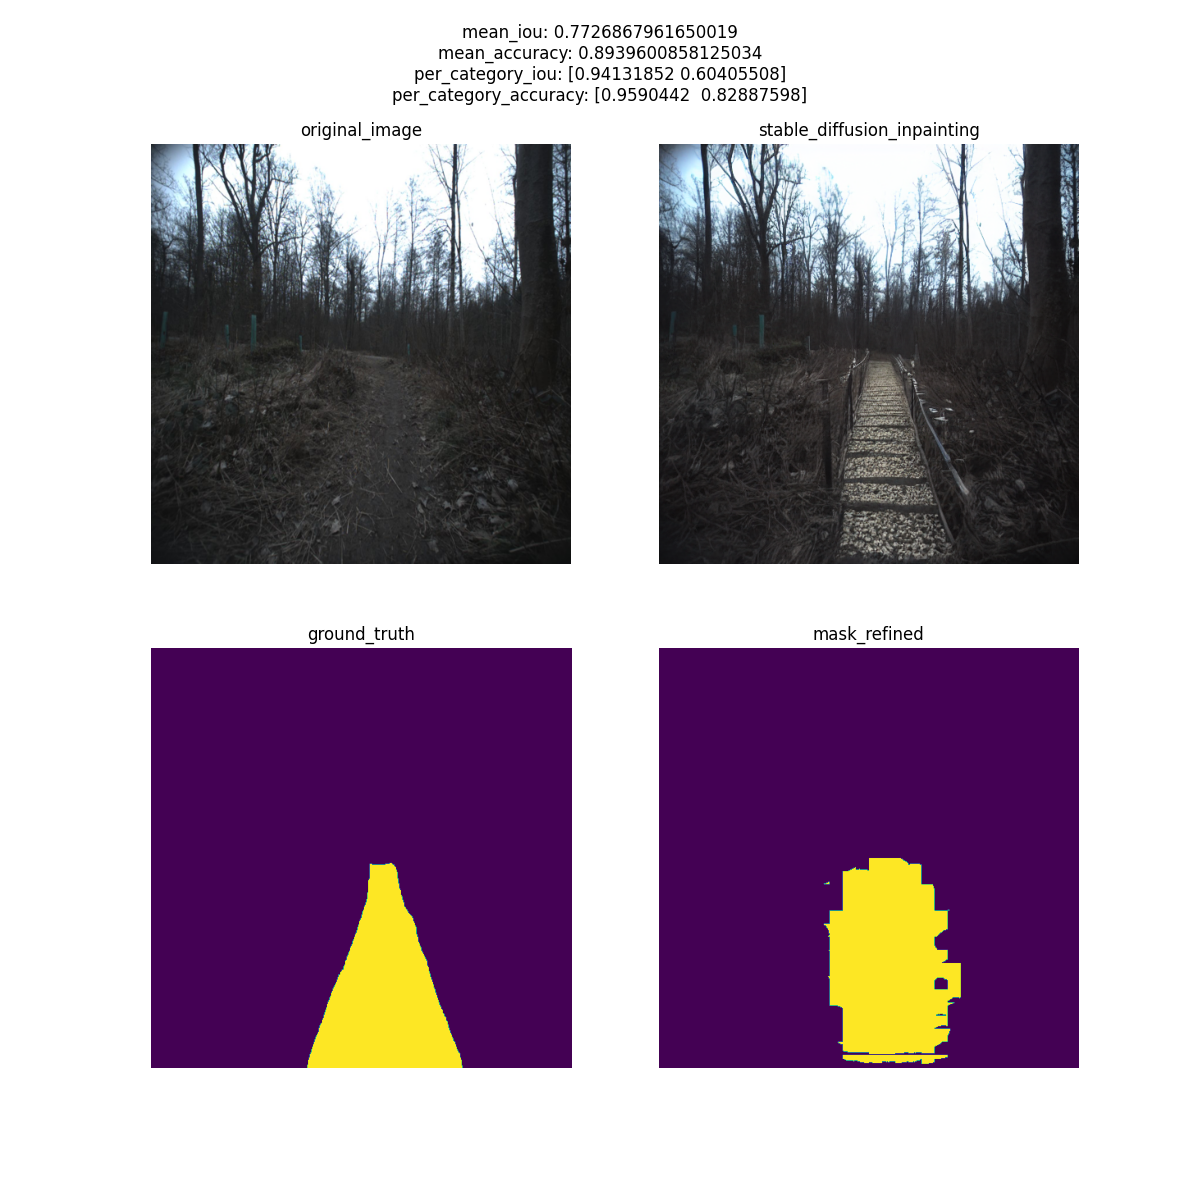 mean_iou: 0.7726867961650019
mean_accuracy: 0.8939600858125034
per_category_iou: [0.94131852 0.60405508]
per_category_accuracy: [0.9590442  0.82887598]
original_image
stable_diffusion_inpainting
ground_truth
mask_refined